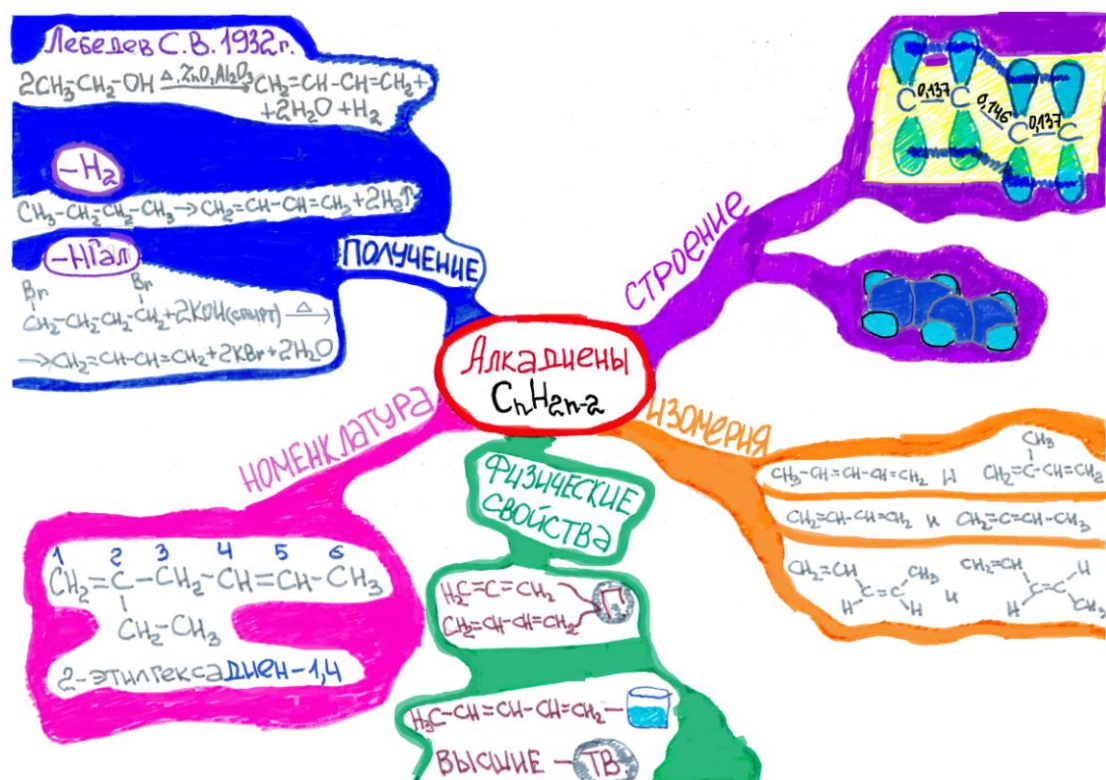 Лебедев С.В. 1932г.
2CH₃-CH₂-OH △, ZnO, Al₂O₃ → CH₂=CH-CH=CH₂+
+2H₂O+H₂
-H₂
CH₃-CH₂-CH₂-CH₃→CH₂=CH-CH=CH₂+2H₂↑
-HГал
Br Br
CH₂-CH₂-CH₂-CH₂+2KOH(спирт) △ →
→CH₂=CH-CH=CH₂+2KBr+2H₂O
ПОЛУЧЕНИЕ
СТРОЕНИЕ
C 0,137 C
0,146
C 0,137 C
Алкадиены
CnH2n-2
ИЗОМЕРИЯ
CH₃
CH₃-CH=CH-CH=CH₂ и CH₂=C-CH=CH₂
CH₂=CH-CH=CH₂ и CH₂=C=CH-CH₃
CH₂=CH CH₃ CH₂=CH H
C=C и C=C
H H H CH₃
НОМЕНКЛАТУРА
1 2 3 4 5 6
CH₂=C-CH₂-CH=CH-CH₃
CH₂-CH₃
2-этилгексадиен-1,4
ФИЗИЧЕСКИЕ
СВОЙСТВА
H₂C=C=CH₂
CH₂=CH-CH=CH₂
Г
H₃C-CH=CH-CH=CH₂-
ВЫСШИЕ - ТВ